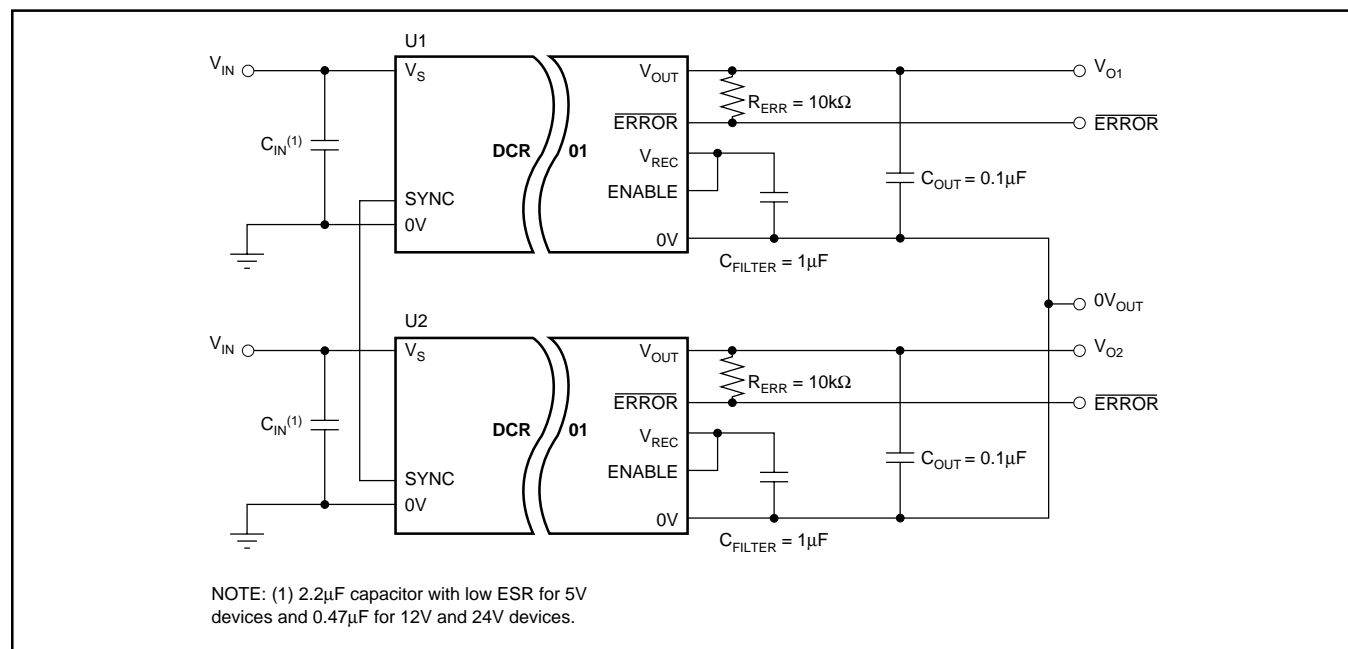 U1
V_IN
V_S
V_OUT
V_O1
R_ERR = 10kΩ
ERROR
ERROR
C_IN(1)
DCR
01
V_REC
C_OUT = 0.1μF
ENABLE
SYNC
0V
0V
C_FILTER = 1μF
0V_OUT
U2
V_IN
V_S
V_OUT
V_O2
R_ERR = 10kΩ
ERROR
ERROR
C_IN(1)
DCR
01
V_REC
C_OUT = 0.1μF
ENABLE
SYNC
0V
0V
C_FILTER = 1μF
NOTE: (1) 2.2μF capacitor with low ESR for 5V
devices and 0.47μF for 12V and 24V devices.